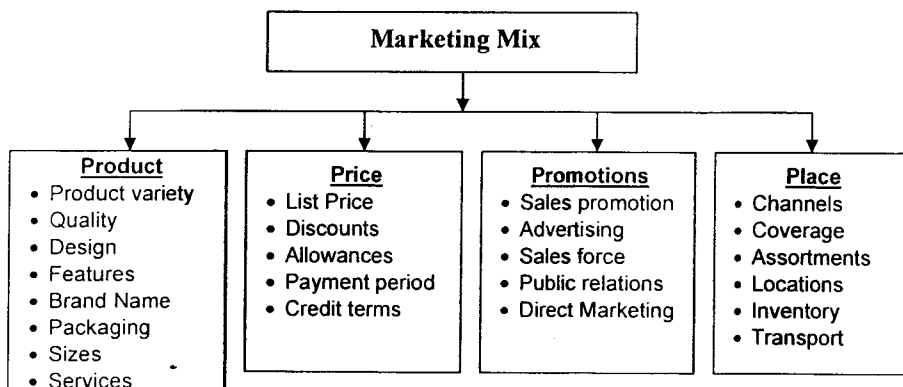 Marketing Mix
Product
• Product variety
• Quality
• Design
• Features
• Brand Name
• Packaging
• Sizes
• Services
Price
• List Price
• Discounts
• Allowances
• Payment period
• Credit terms
Promotions
• Sales promotion
• Advertising
• Sales force
• Public relations
• Direct Marketing
Place
• Channels
• Coverage
• Assortments
• Locations
• Inventory
• Transport